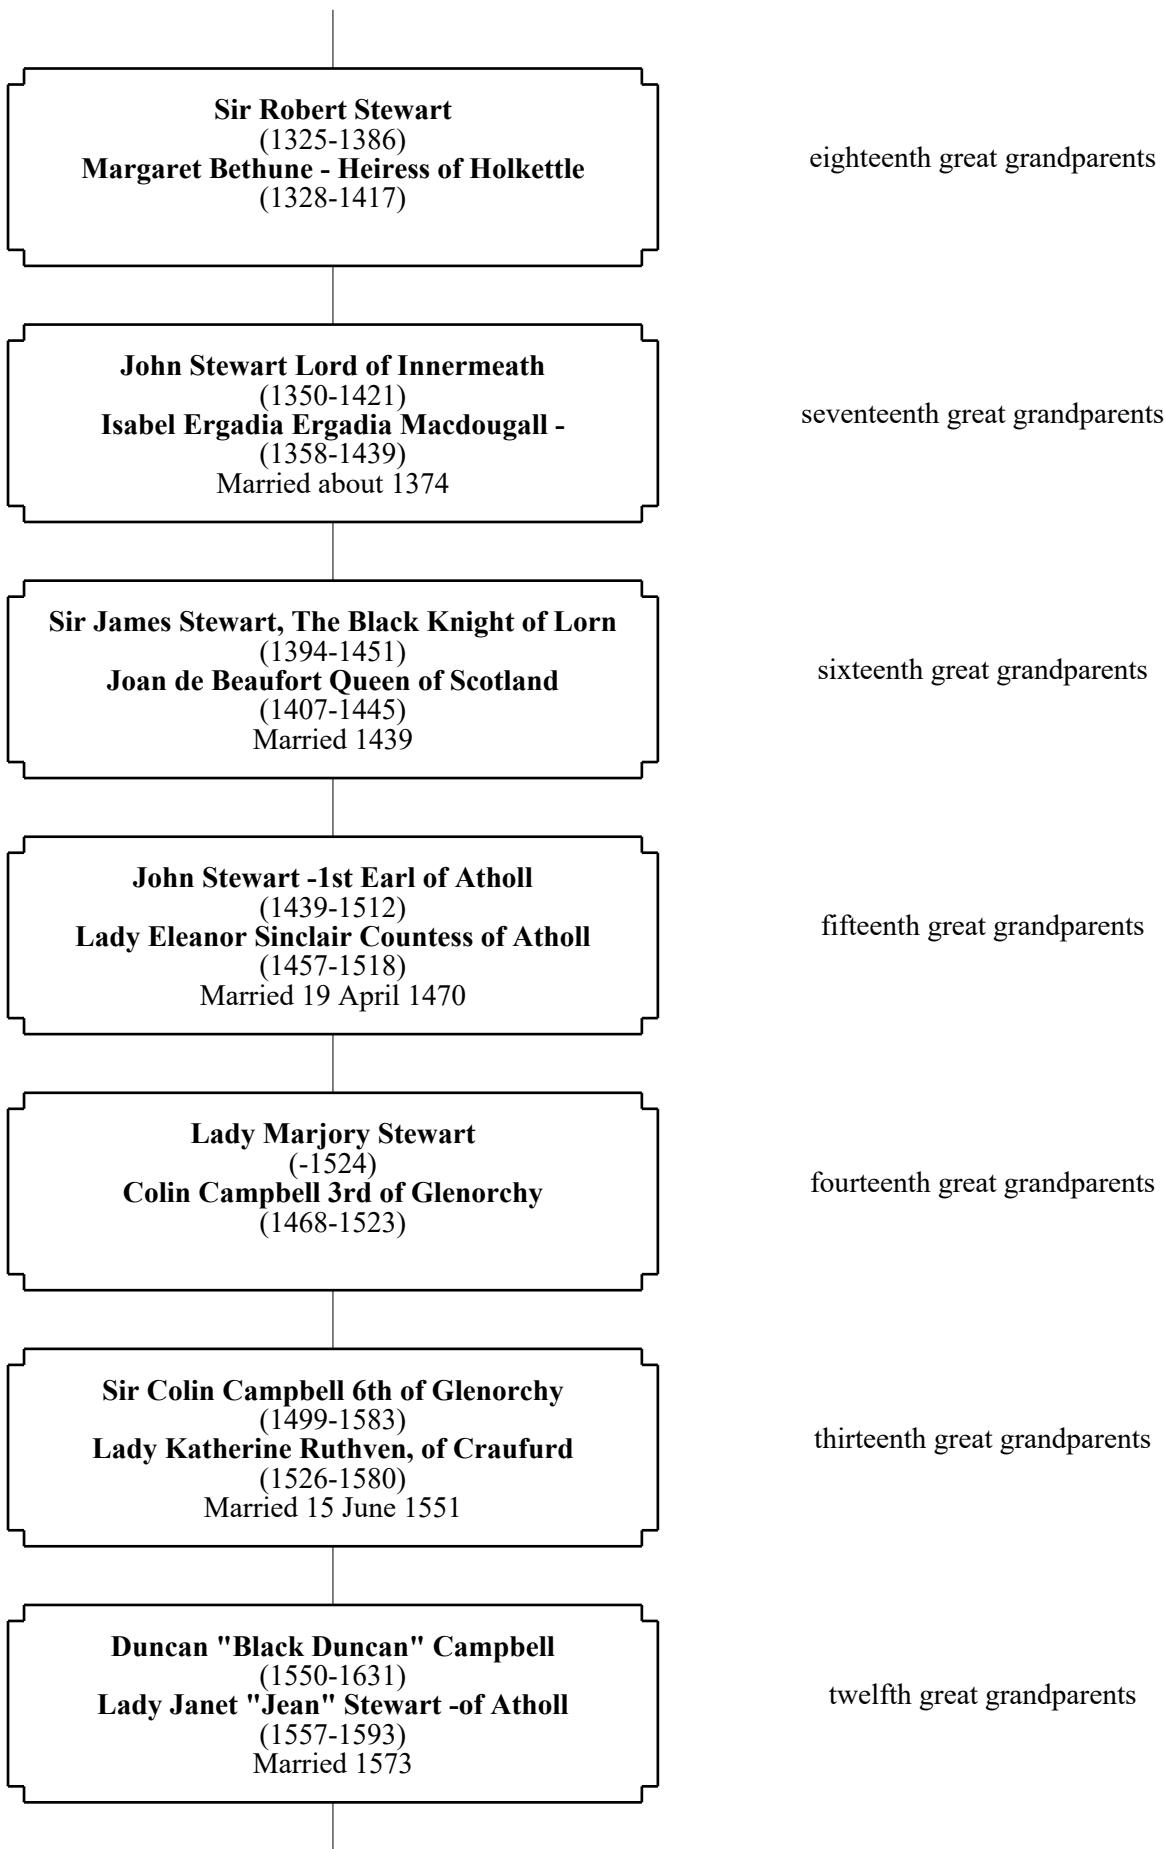 Sir Robert Stewart
(1325-1386)
Margaret Bethune - Heiress of Holkettle
(1328-1417)
eighteenth great grandparents
John Stewart Lord of Innermeath
(1350-1421)
Isabel Ergadia Ergadia Macdougall -
(1358-1439)
Married about 1374
seventeenth great grandparents
Sir James Stewart, The Black Knight of Lorn
(1394-1451)
Joan de Beaufort Queen of Scotland
(1407-1445)
Married 1439
sixteenth great grandparents
John Stewart -1st Earl of Atholl
(1439-1512)
Lady Eleanor Sinclair Countess of Atholl
(1457-1518)
Married 19 April 1470
fifteenth great grandparents
Lady Marjory Stewart
(-1524)
Colin Campbell 3rd of Glenorchy
(1468-1523)
fourteenth great grandparents
Sir Colin Campbell 6th of Glenorchy
(1499-1583)
Lady Katherine Ruthven, of Craufurd
(1526-1580)
Married 15 June 1551
thirteenth great grandparents
Duncan "Black Duncan" Campbell
(1550-1631)
Lady Janet "Jean" Stewart -of Atholl
(1557-1593)
Married 1573
twelfth great grandparents